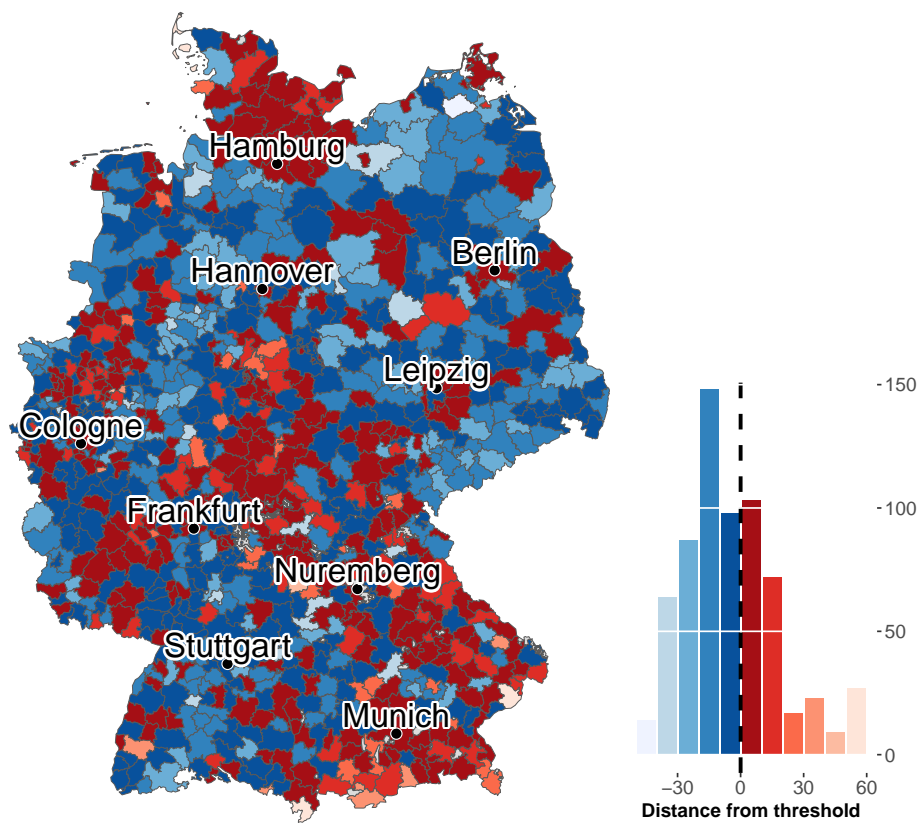 Hamburg
Berlin
Hannover
Leipzig
Cologne
Frankfurt
Nuremberg
Stuttgart
Munich
150
100
50
0
−30 0 30 60
Distance from threshold